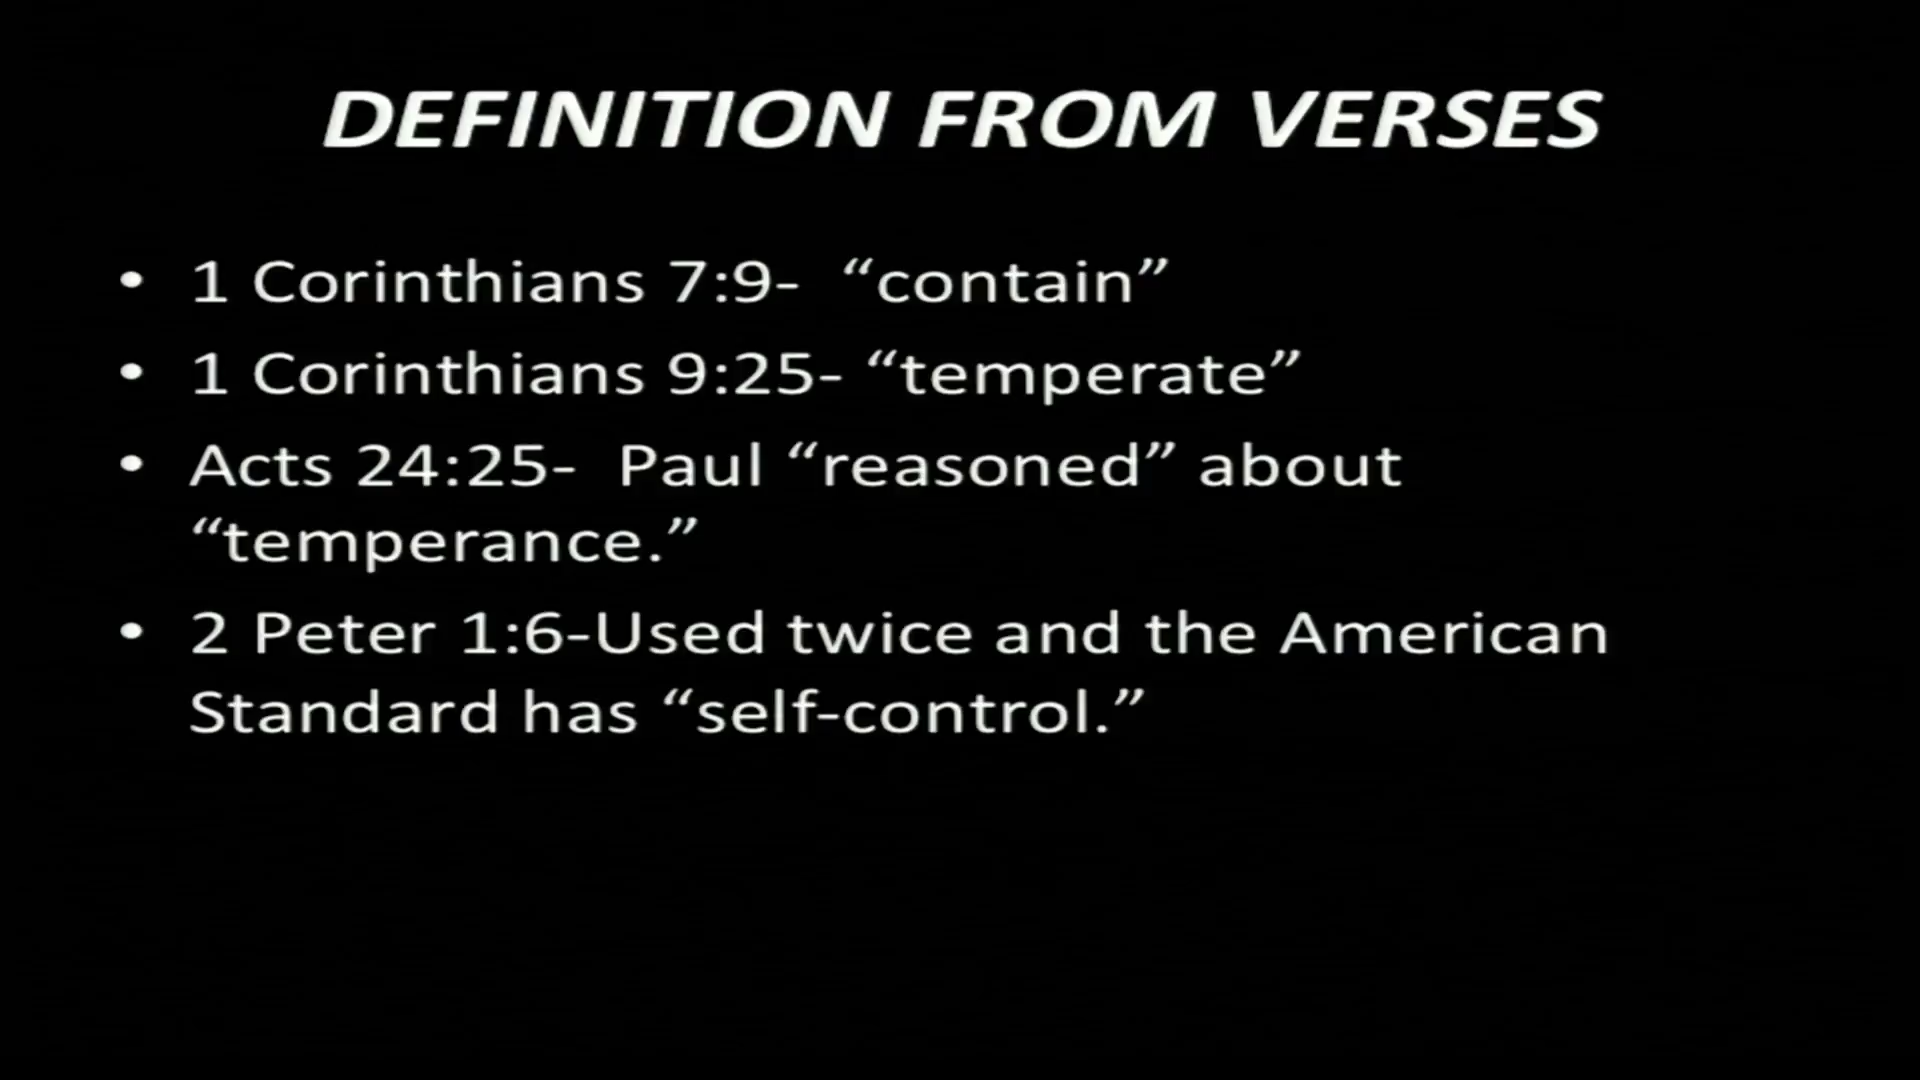 DEFINITION FROM VERSES
• 1 Corinthians 7:9-  “contain”
• 1 Corinthians 9:25- “temperate”
• Acts 24:25-  Paul “reasoned” about
“temperance.”
• 2 Peter 1:6-Used twice and the American
Standard has “self-control.”